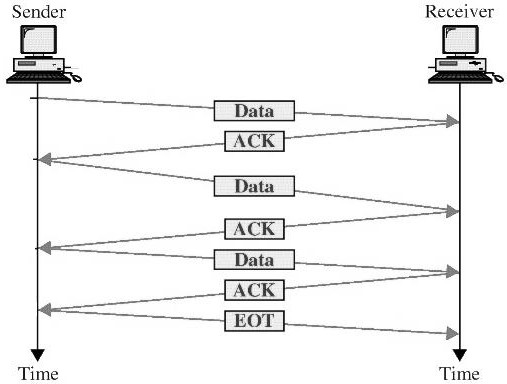 Sender
Receiver
Data
ACK
Data
ACK
Data
ACK
EOT
Time
Time